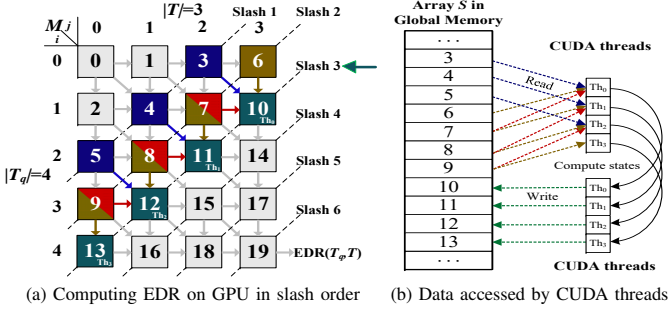 |T|=3
M j i
0 1 2 3
Slash 1
Slash 2
0 0 1 3 6
Slash 3
1 2 4 7 10 Th₀
Slash 4
|Tq|=4
2 5 8 11 Th₁ 14
Slash 5
3 9 12 Th₂ 15 17
Slash 6
4 13 Th₃ 16 18 19
EDR(Tq,T)
(a) Computing EDR on GPU in slash order
Array S in
Global Memory
...
3
4
5
6
7
8
9
10
11
12
13
...
CUDA threads
Read
Th₀
Th₁
Th₂
Th₃
Compute states
Write
Th₀
Th₁
Th₂
Th₃
CUDA threads
(b) Data accessed by CUDA threads